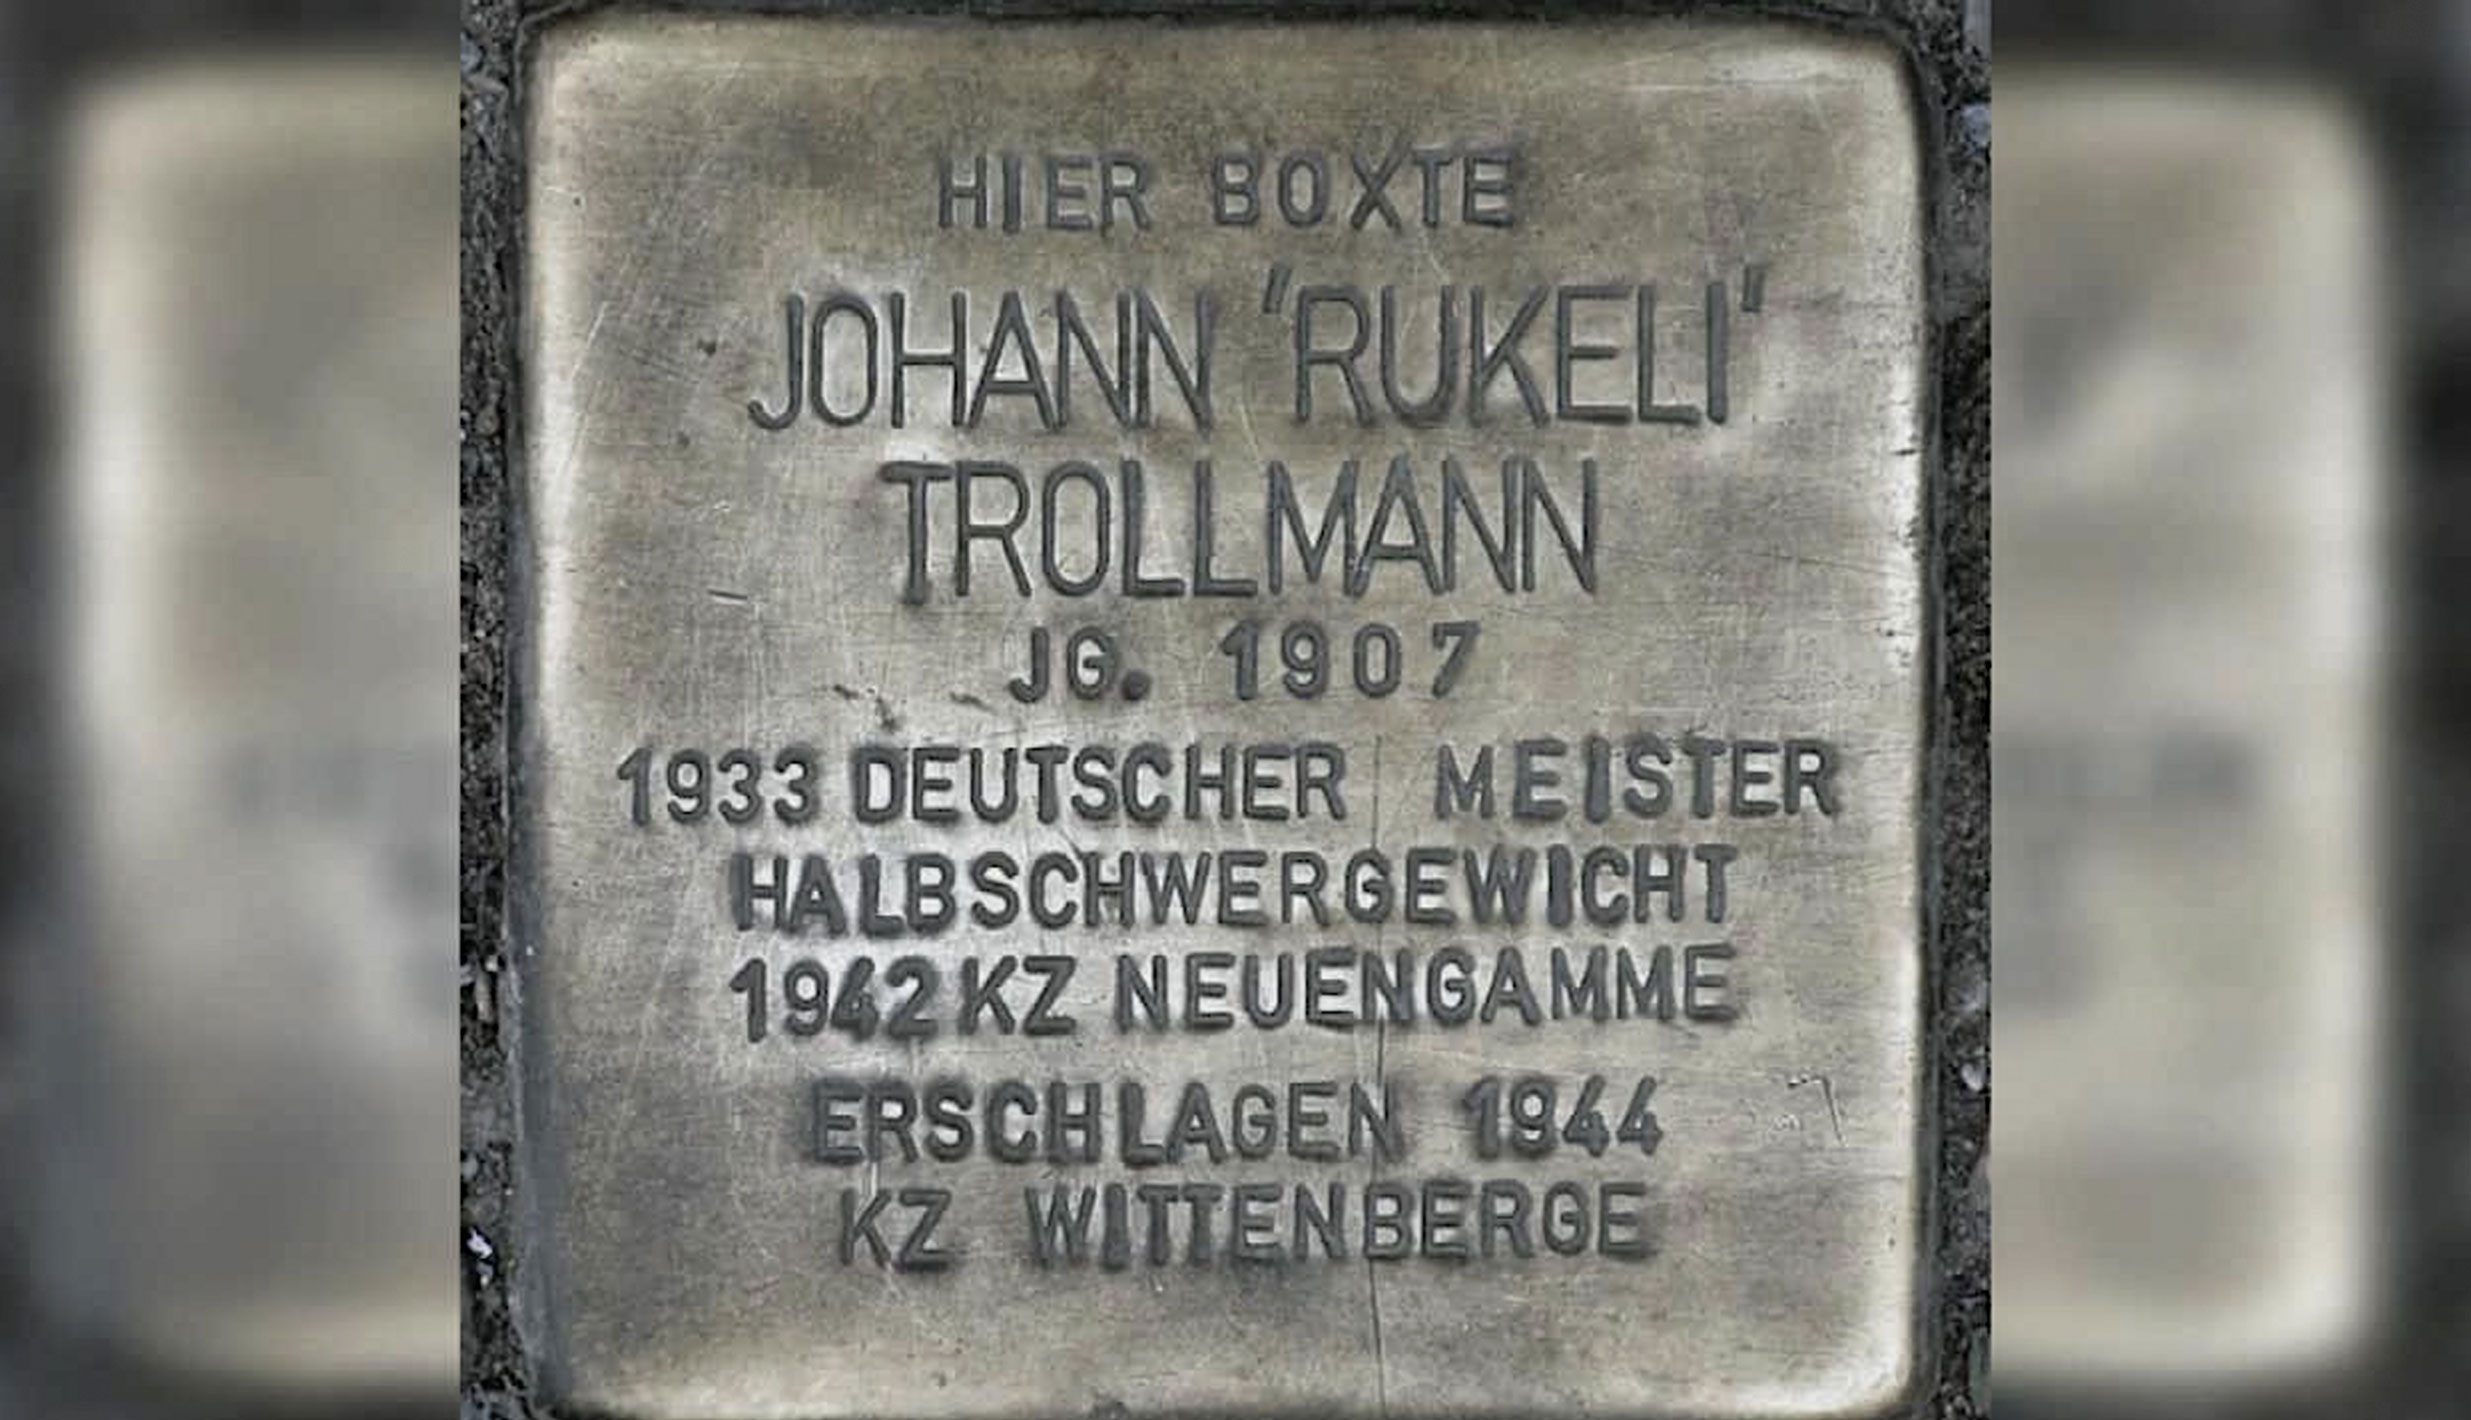 HIER BOXTE
JOHANN "RUKELI"
TROLLMANN
JG. 1907
1933 DEUTSCHER MEISTER
HALBSCHWERGEWICHT
1942 KZ NEUENGAMME
ERSCHLAGEN 1944
KZ WITTENBERGE